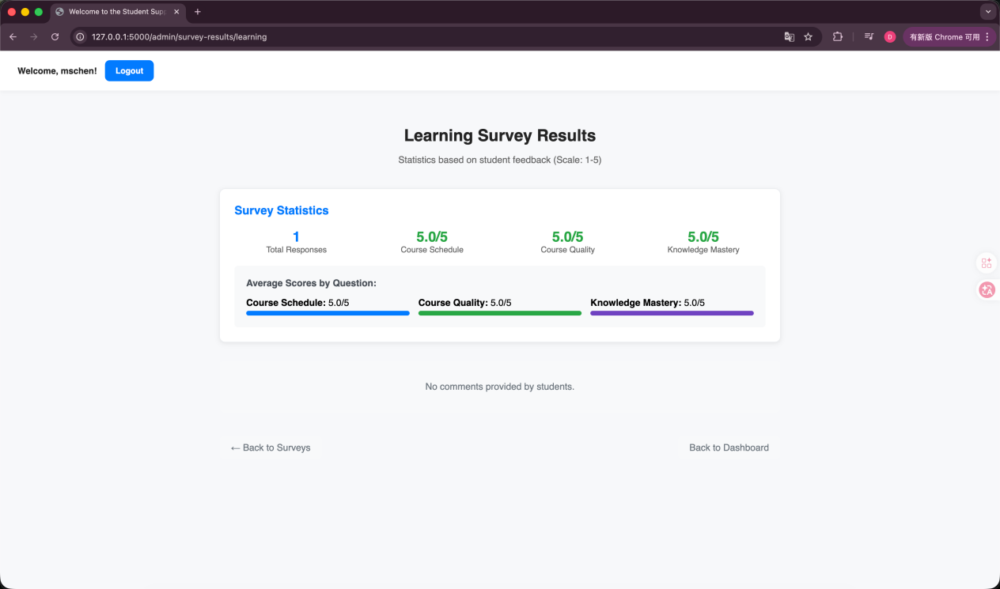 Welcome to the Student Supp
127.0.0.1:5000/admin/survey-results/learning
D
有新版 Chrome 可用
Welcome, mschen!
Logout
Learning Survey Results
Statistics based on student feedback (Scale: 1-5)
Survey Statistics
1
Total Responses
5.0/5
Course Schedule
5.0/5
Course Quality
5.0/5
Knowledge Mastery
Average Scores by Question:
Course Schedule: 5.0/5
Course Quality: 5.0/5
Knowledge Mastery: 5.0/5
No comments provided by students.
← Back to Surveys
Back to Dashboard